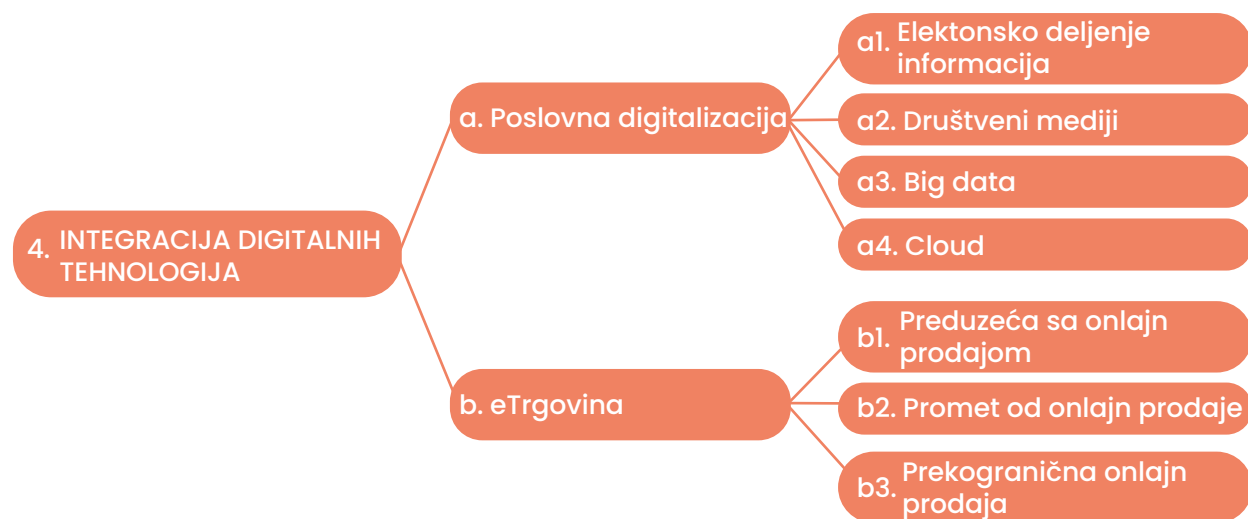 4. INTEGRACIJA DIGITALNIH
TEHNOLOGIJA
a. Poslovna digitalizacija
a1. Elektonsko deljenje
informacija
a2. Društveni mediji
a3. Big data
a4. Cloud
b. eTrgovina
b1. Preduzeća sa onlajn
prodajom
b2. Promet od onlajn prodaje
b3. Prekogranična onlajn
prodaja